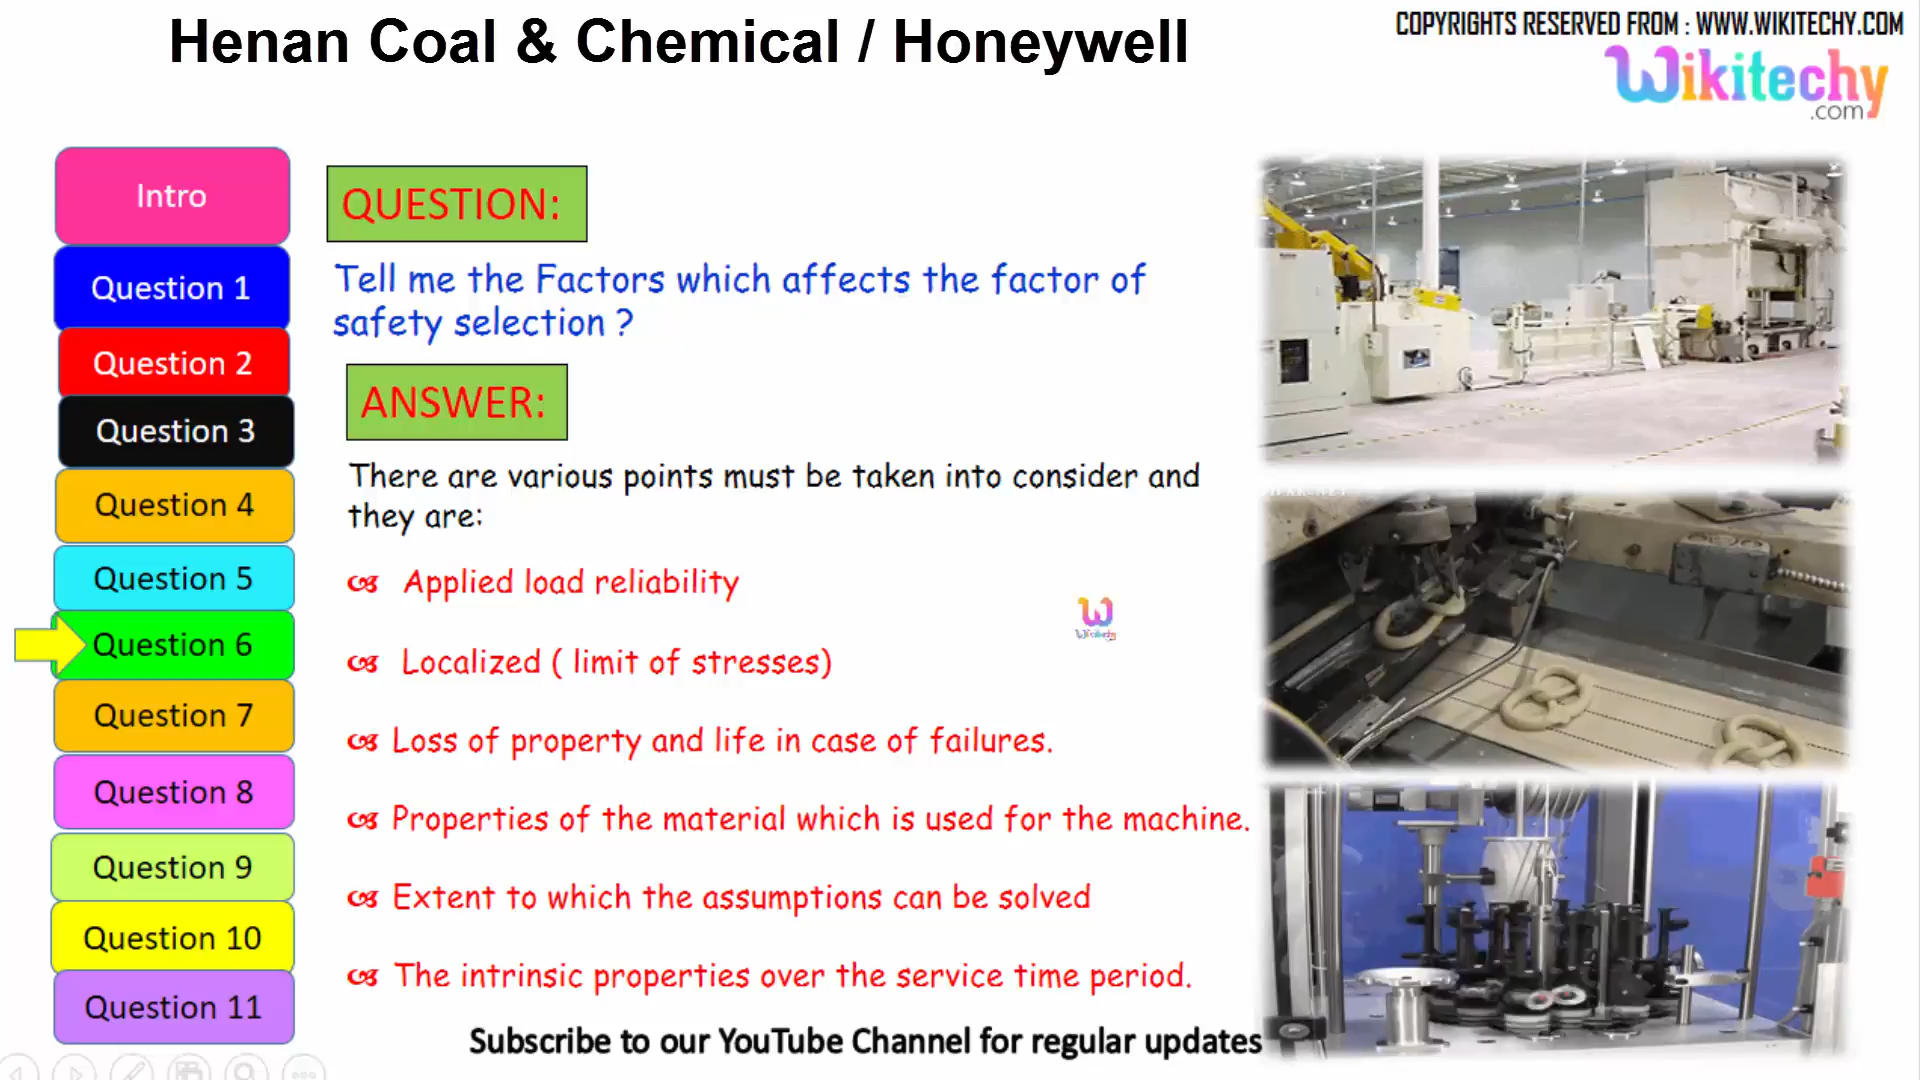 Henan Coal & Chemical / Honeywell
COPYRIGHTS RESERVED FROM : WWW.WIKITECHY.COM
Wikitechy
.com
Intro
Question 1
Question 2
Question 3
Question 4
Question 5
Question 6
Question 7
Question 8
Question 9
Question 10
Question 11
QUESTION:
Tell me the Factors which affects the factor of
safety selection ?
ANSWER:
There are various points must be taken into consider and
they are:
Applied load reliability
Localized ( limit of stresses)
Loss of property and life in case of failures.
Properties of the material which is used for the machine.
Extent to which the assumptions can be solved
The intrinsic properties over the service time period.
W
Wikitechy
Subscribe to our YouTube Channel for regular updates